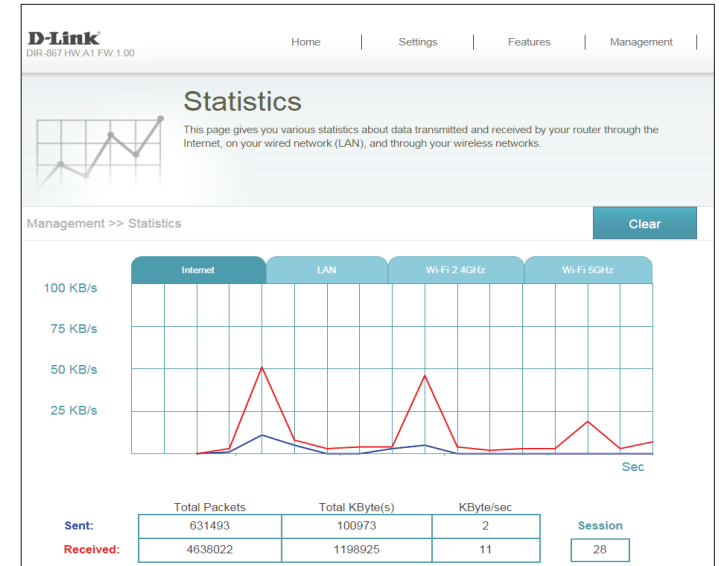 D-Link
DIR-867 HW:A1 FW:1.00
Home Settings Features Management
Statistics
This page gives you various statistics about data transmitted and received by your router through the
Internet, on your wired network (LAN), and through your wireless networks.
Management >> Statistics
Clear
Internet LAN Wi-Fi 2.4GHz Wi-Fi 5GHz
100 KB/s
75 KB/s
50 KB/s
25 KB/s
Sec
Total Packets Total KByte(s) KByte/sec
Sent: 631493 100973 2 Session
Received: 4638022 1198925 11 28